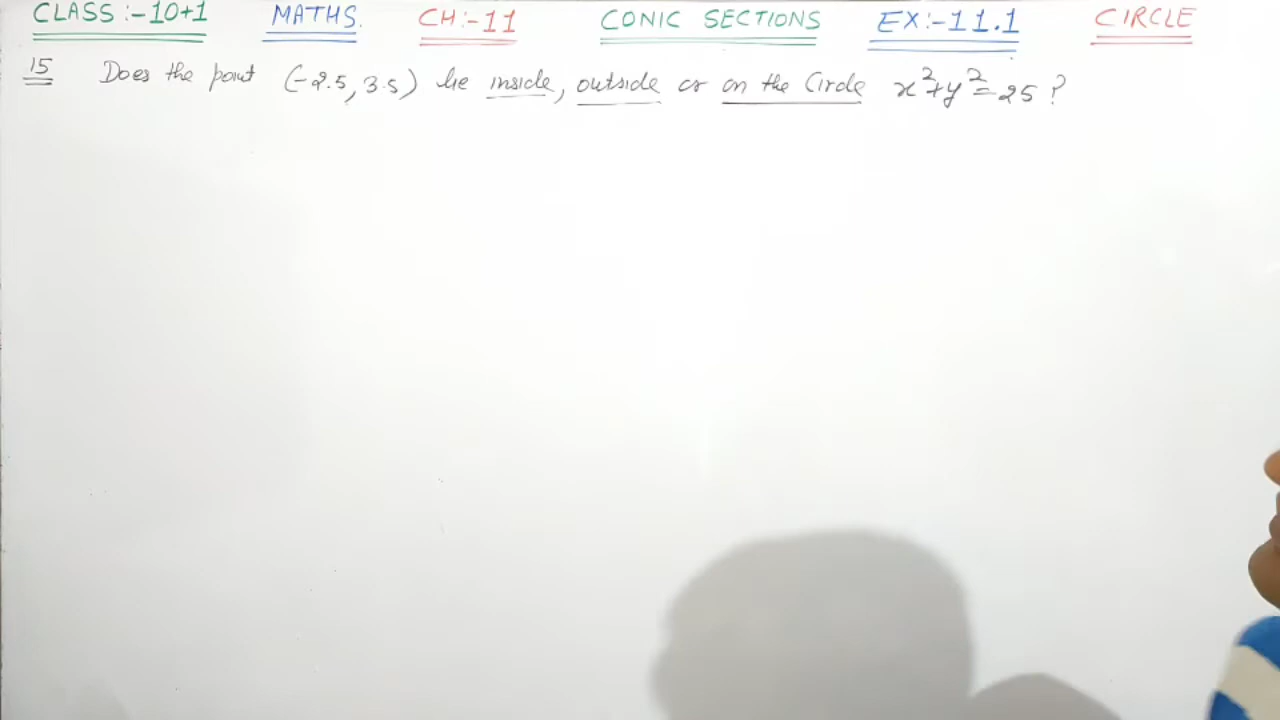 CLASS :- 10+1 MATHS. CH:-11 CONIC SECTIONS EX:-11.1 CIRCLE
15 Does the point (-2.5, 3.5) lie inside, outside or on the Circle x²+y²=25 ?